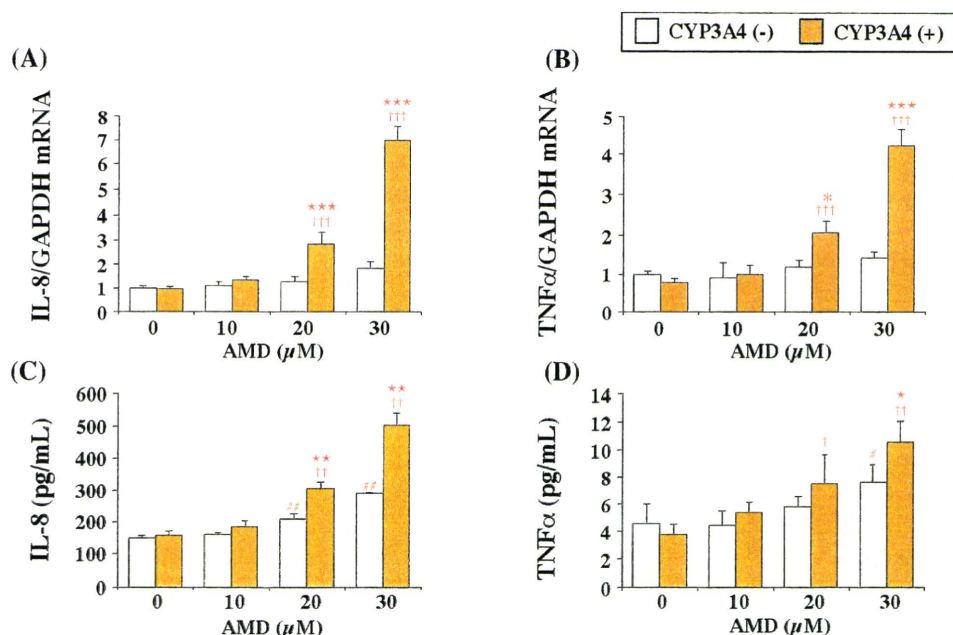 CYP3A4 (-) CYP3A4 (+)
(A)
IL-8/GAPDH mRNA
8
7
6
5
4
3
2
1
0
★★★
†††
★★★
†††
0 10 20 30
AMD (µM)
(B)
TNFα/GAPDH mRNA
5
4
3
2
1
0
*
†††
★★★
†††
0 10 20 30
AMD (µM)
(C)
IL-8 (pg/mL)
600
500
400
300
200
100
0
##
★★
††
##
★★
††
0 10 20 30
AMD (µM)
(D)
TNFα (pg/mL)
14
12
10
8
6
4
2
0
†
#
★
††
0 10 20 30
AMD (µM)